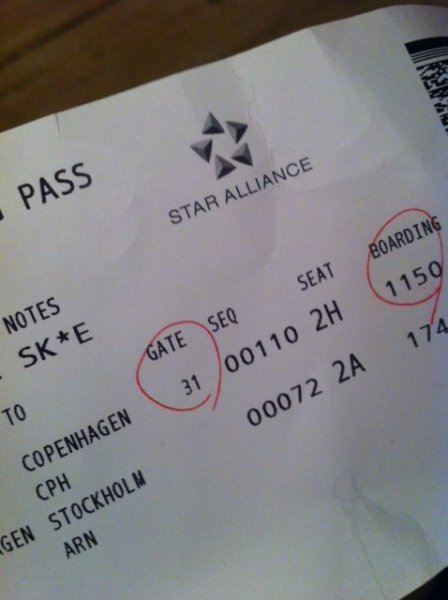 PASS
STAR ALLIANCE
NOTES GATE SEQ SEAT BOARDING
SK*E 31 00110 2H 1150
TO 00072 2A 174
COPENHAGEN
CPH
GEN STOCKHOLM
ARN